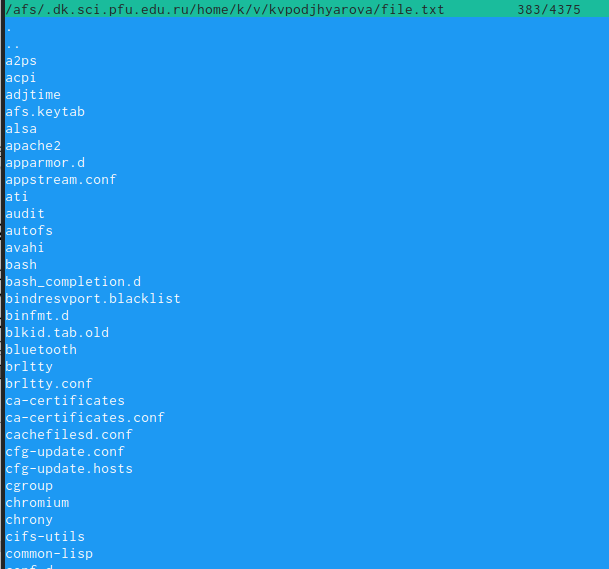 /afs/.dk.sci.pfu.edu.ru/home/k/v/kvpodjhyarova/file.txt 383/4375
.
..
a2ps
acpi
adjtime
afs.keytab
alsa
apache2
apparmor.d
appstream.conf
ati
audit
autofs
avahi
bash
bash_completion.d
bindresvport.blacklist
binfmt.d
blkid.tab.old
bluetooth
brltty
brltty.conf
ca-certificates
ca-certificates.conf
cachefilesd.conf
cfg-update.conf
cfg-update.hosts
cgroup
chromium
chrony
cifs-utils
common-lisp